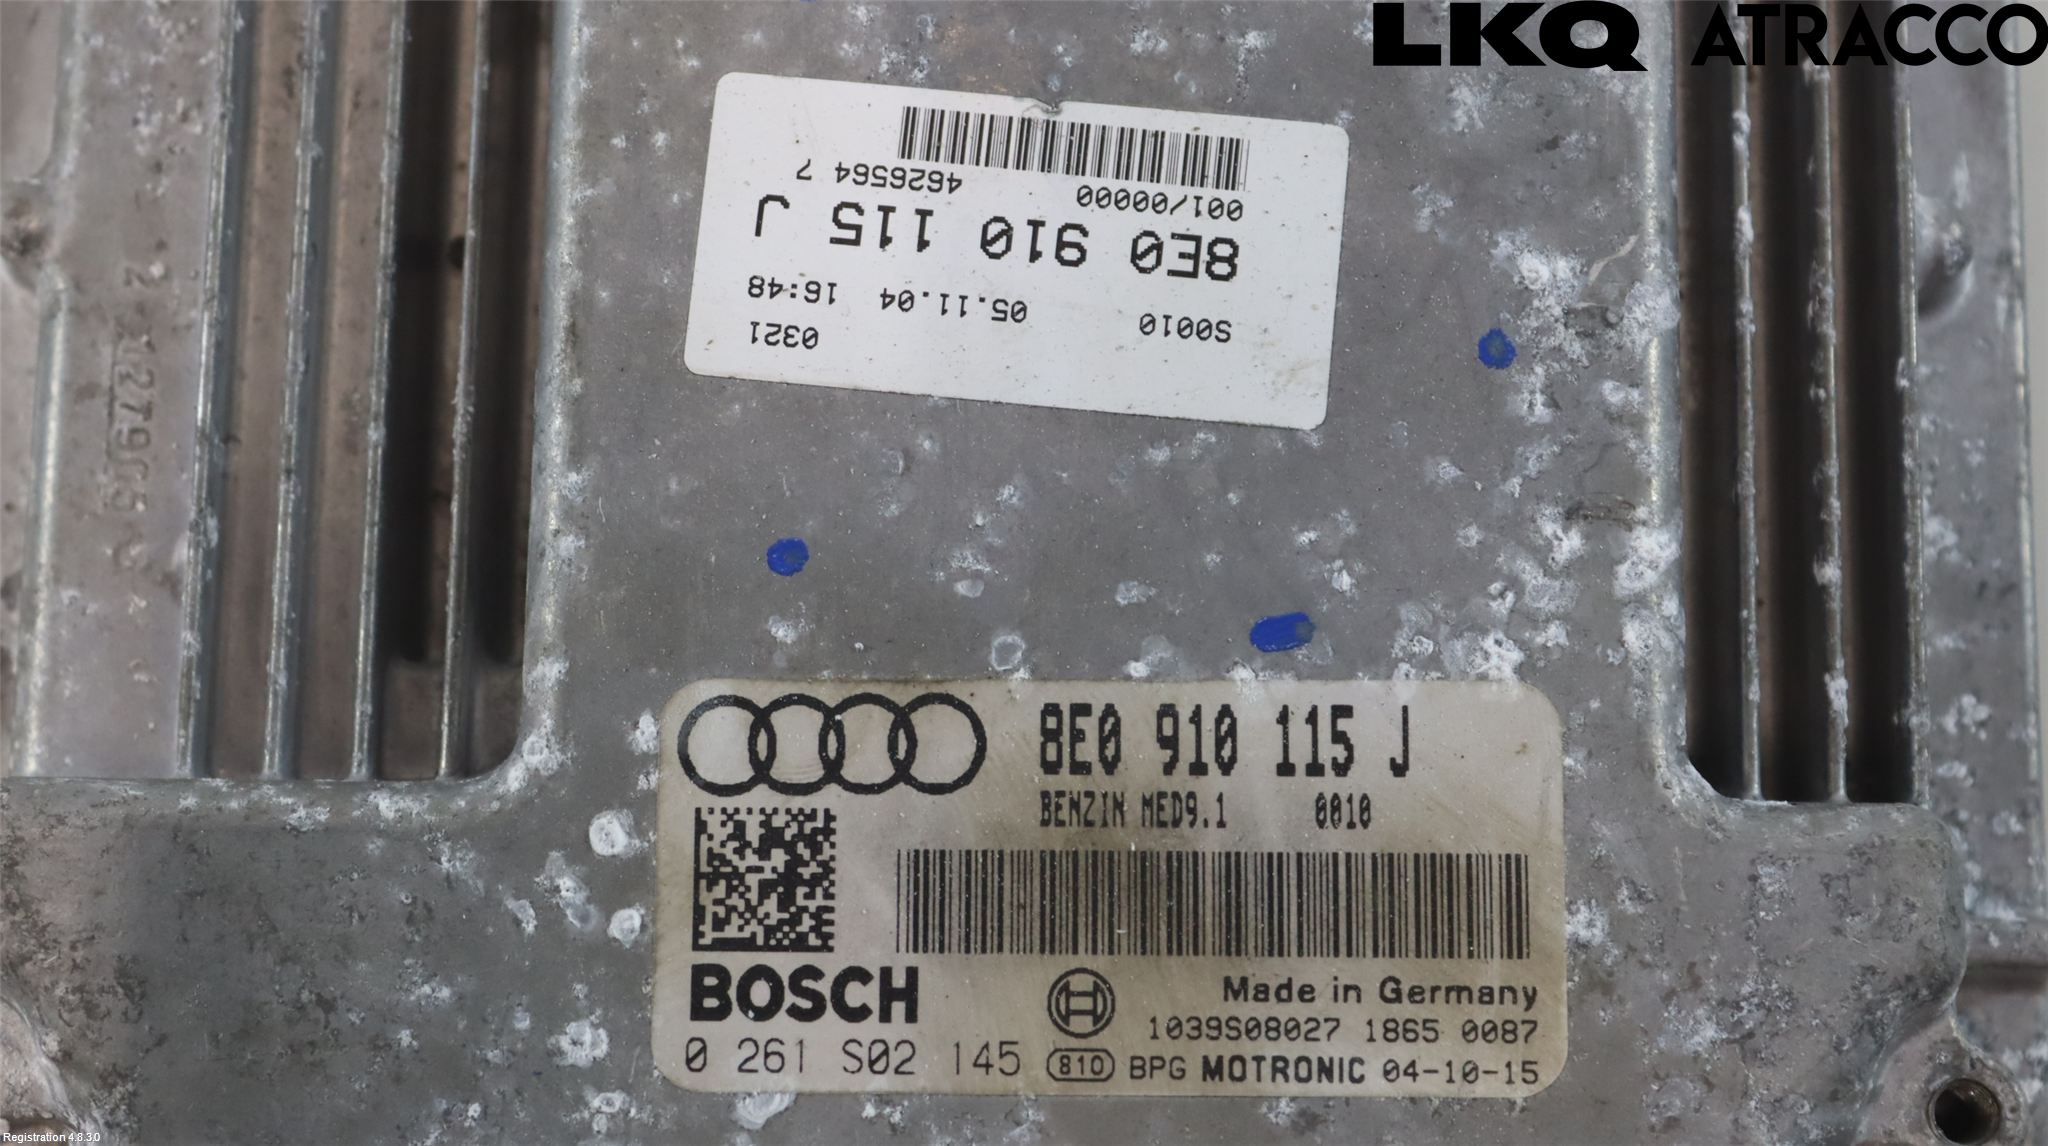 LKQ ATRACCO
4626564 7
001/00000
8E0 910 115 J
S0010 05.11.04 16:48
0321
8E0 910 115 J
BENZIN MED9.1 0010
BOSCH
Made in Germany
1039S08027 1865 0087
0 261 S02 145 810 BPG MOTRONIC 04-10-15
Registration 4.8.3.0